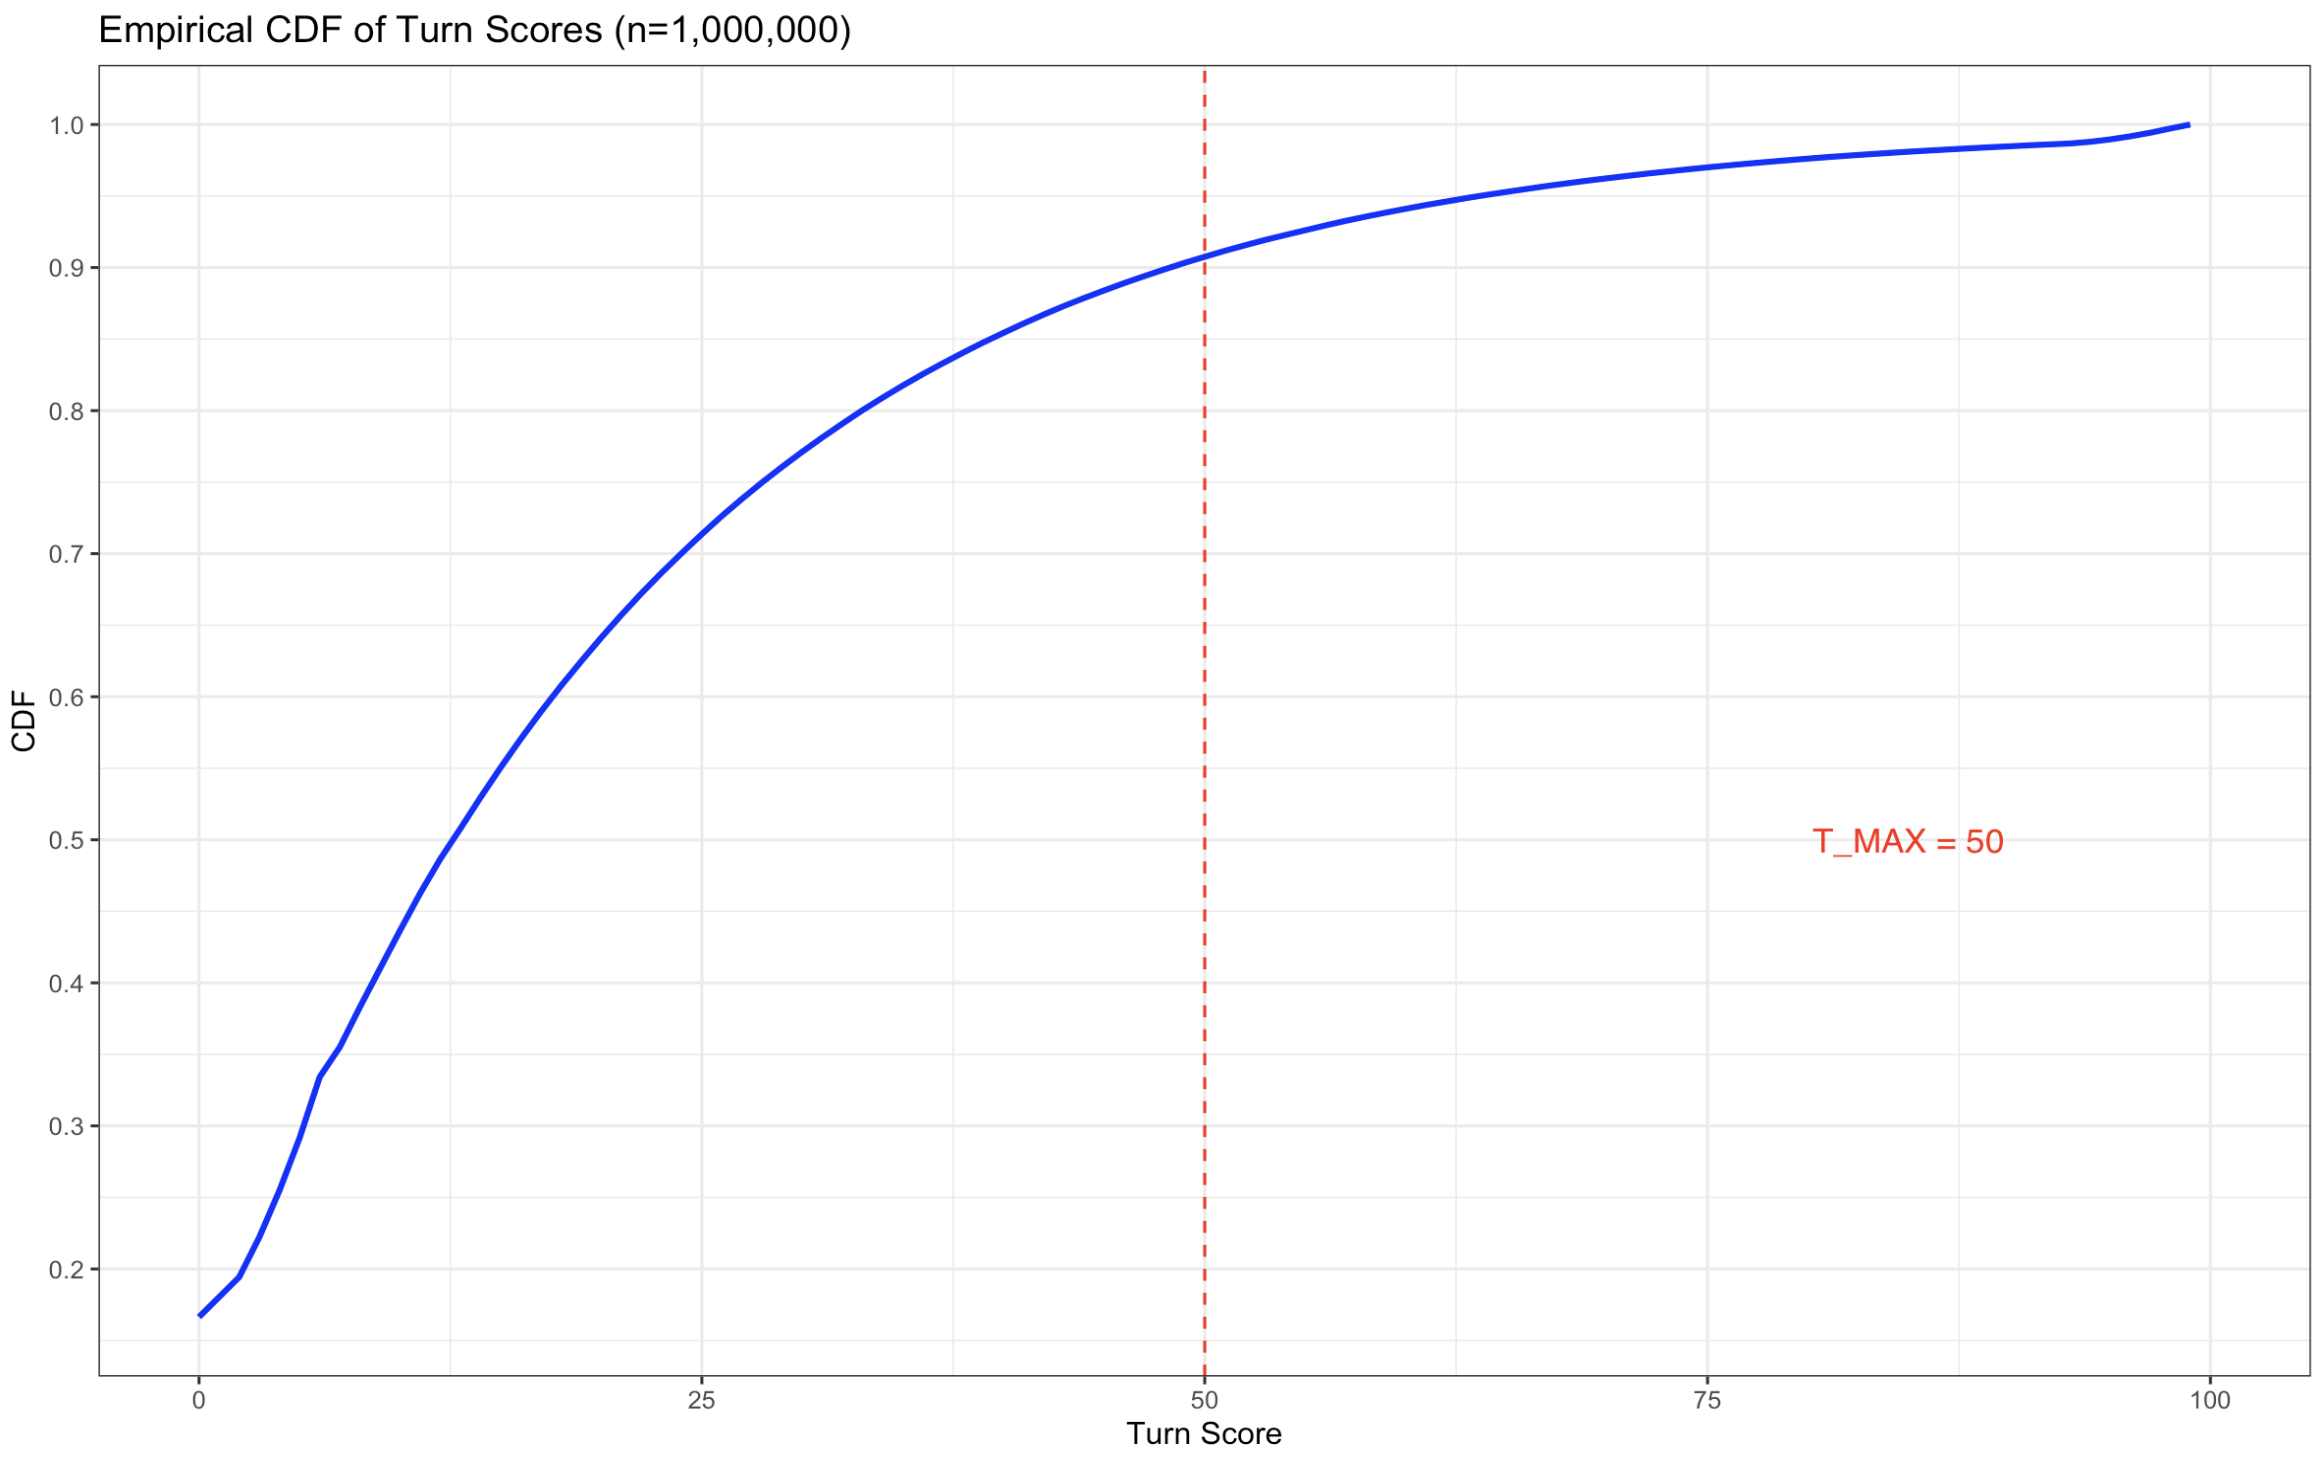 Empirical CDF of Turn Scores (n=1,000,000)
CDF
1.0
0.9
0.8
0.7
0.6
0.5
0.4
0.3
0.2
T_MAX = 50
0 25 50 75 100
Turn Score